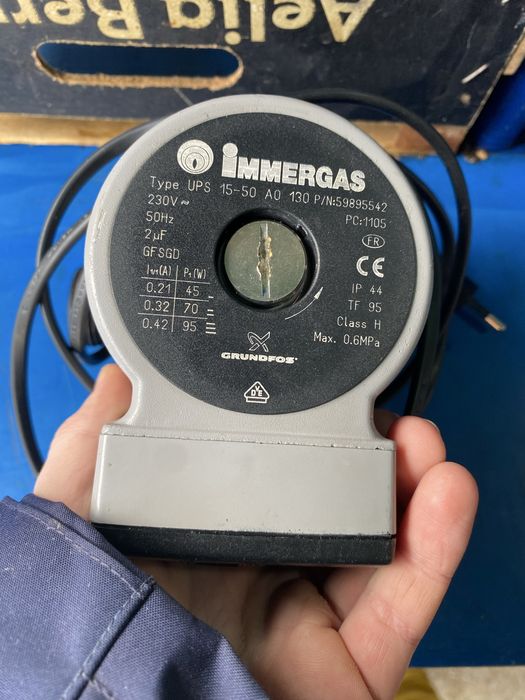 Aelia Ber
IMMERGAS
Type UPS 15-50 AO 130 P/N:59895542
230V~
PC:1105
50Hz
2µF
FR
GFSGD
CE
I1/1(A) P1(W)
0.21 45
IP 44
0.32 70
TF 95
0.42 95
Class H
Max. 0.6MPa
GRUNDFOS
VDE